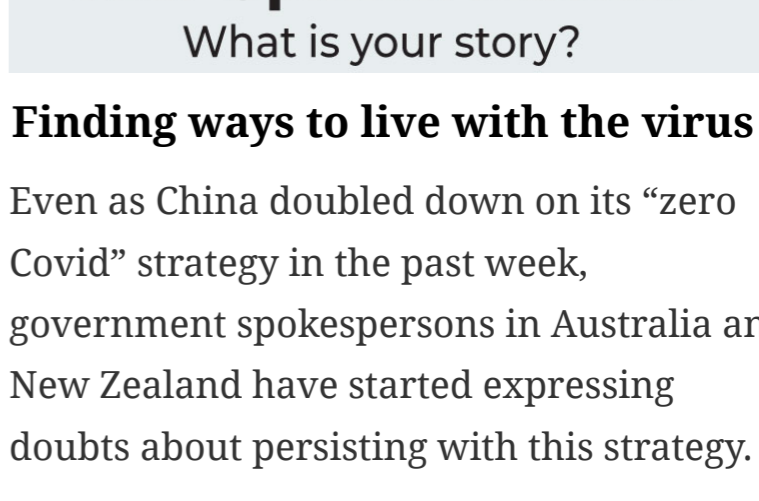 What is your story?
Finding ways to live with the virus
Even as China doubled down on its “zero
Covid” strategy in the past week,
government spokespersons in Australia
New Zealand have started expressing
doubts about persisting with this strategy.